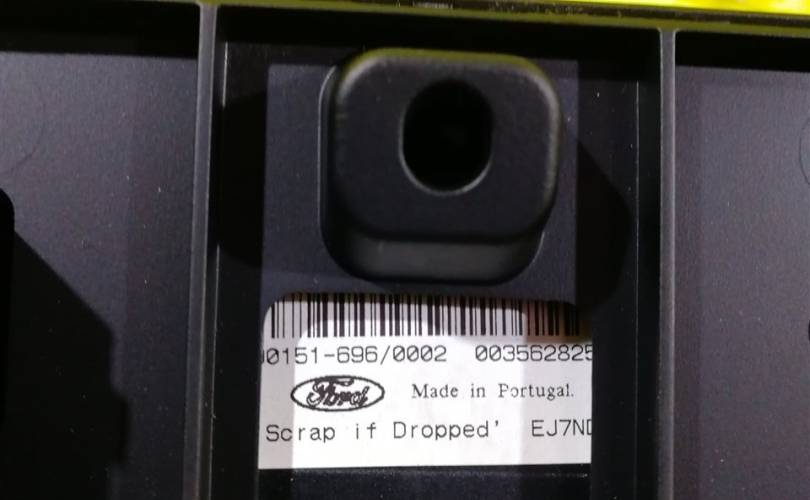 0151-696/0002 003562825
Ford Made in Portugal.
Scrap if Dropped' EJ7N